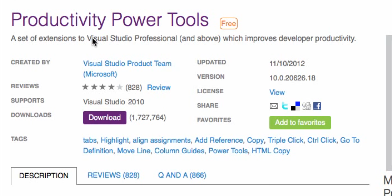 Productivity Power Tools Free
A set of extensions to Visual Studio Professional (and above) which improves developer productivity.
CREATED BY Visual Studio Product Team (Microsoft)
REVIEWS (828) Review
SUPPORTS Visual Studio 2010
DOWNLOADS Download (1,727,764)
UPDATED 11/10/2012
VERSION 10.0.20626.18
LICENSE View
SHARE
FAVORITES Add to favorites
TAGS tabs, Highlight, align assignments, Add Reference, Copy, Triple Click, Ctrl Click, Go To
Definition, Move Line, Column Guides, Power Tools, HTML Copy
DESCRIPTION REVIEWS (828) Q AND A (866)